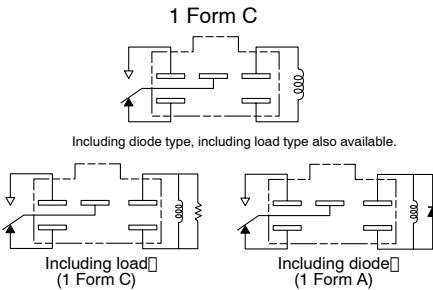 1 Form C
Including diode type, including load type also available.
Including load▯
(1 Form C)
Including diode▯
(1 Form A)